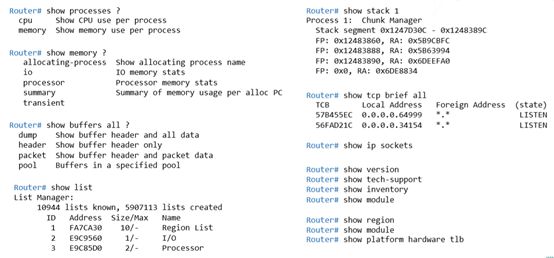 Router# show processes ?
cpu Show CPU use per process
memory Show memory use per process
Router# show memory ?
allocating-process Show allocating process name
io IO memory stats
processor Processor memory stats
summary Summary of memory usage per alloc PC
transient
Router# show buffers all ?
dump Show buffer header and all data
header Show buffer header only
packet Show buffer header and packet data
pool Buffers in a specified pool
Router# show list
List Manager:
10944 lists known, 5907113 lists created
ID Address Size/Max Name
1 FA7CA30 10/- Region List
2 E9C9560 1/- I/O
3 E9C85D0 2/- Processor
Router# show stack 1
Process 1: Chunk Manager
Stack segment 0x1247D30C - 0x1248389C
FP: 0x12483860, RA: 0x5B9CBFC
FP: 0x12483888, RA: 0x5B63994
FP: 0x12483890, RA: 0x6DEEFA0
FP: 0x0, RA: 0x6DE8834
Router# show tcp brief all
TCB Local Address Foreign Address (state)
57B455EC 0.0.0.0.64999 *.* LISTEN
56FAD21C 0.0.0.0.34154 *.* LISTEN
Router# show ip sockets
Router# show version
Router# show tech-support
Router# show inventory
Router# show module
Router# show region
Router# show module
Router# show platform hardware tlb